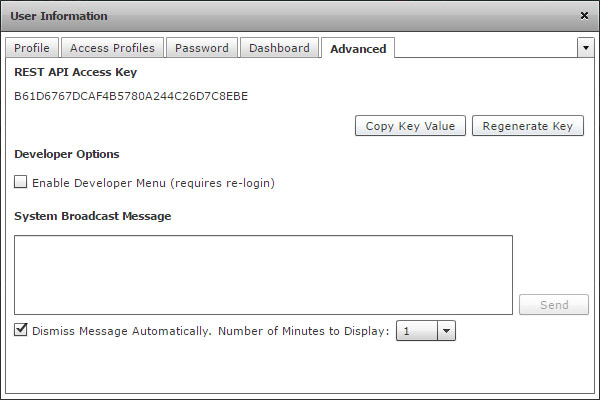 User Information
Profile Access Profiles Password Dashboard Advanced
REST API Access Key
B61D6767DCAF4B5780A244C26D7C8EBE
Copy Key Value Regenerate Key
Developer Options
Enable Developer Menu (requires re-login)
System Broadcast Message
Send
Dismiss Message Automatically. Number of Minutes to Display: 1